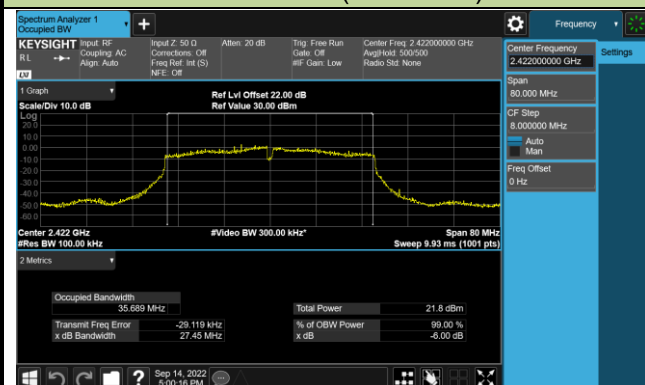 Spectrum Analyzer 1
Occupied BW
+
Frequency
KEYSIGHT
R L
LXI
Input: RF
Coupling: AC
Align: Auto
Input Z: 50 Ω
Corrections: Off
Freq Ref: Int (S)
NFE: Off
Atten: 20 dB
Trig: Free Run
Gate: Off
#IF Gain: Low
Center Freq: 2.422000000 GHz
Avg|Hold: 500/500
Radio Std: None
Center Frequency
2.422000000 GHz
Settings
Span
80.000 MHz
CF Step
8.000000 MHz
Auto
Man
Freq Offset
0 Hz
1 Graph
Scale/Div 10.0 dB
Ref Lvl Offset 22.00 dB
Ref Value 30.00 dBm
Log
20.0
10.0
0.00
-10.0
-20.0
-30.0
-40.0
-50.0
-60.0
Center 2.422 GHz
#Res BW 100.00 kHz
#Video BW 300.00 kHz*
Span 80 MHz
Sweep 9.93 ms (1001 pts)
2 Metrics
Occupied Bandwidth
35.689 MHz
Total Power 21.8 dBm
Transmit Freq Error -29.119 kHz
% of OBW Power 99.00 %
x dB Bandwidth 27.45 MHz
x dB -6.00 dB
?
Sep 14, 2022
5:00:16 PM